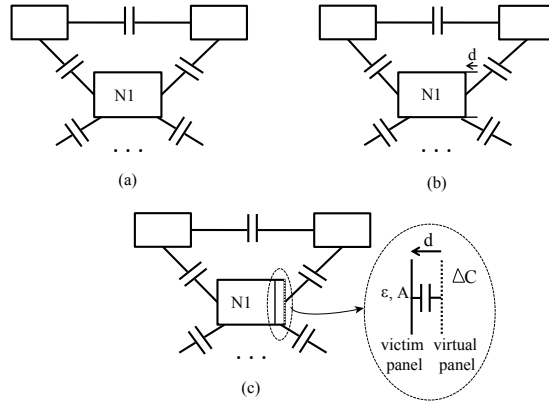 N1
. . .
(a)
d
N1
. . .
(b)
N1
. . .
(c)
d
ΔC
ε, A
victim virtual
panel panel